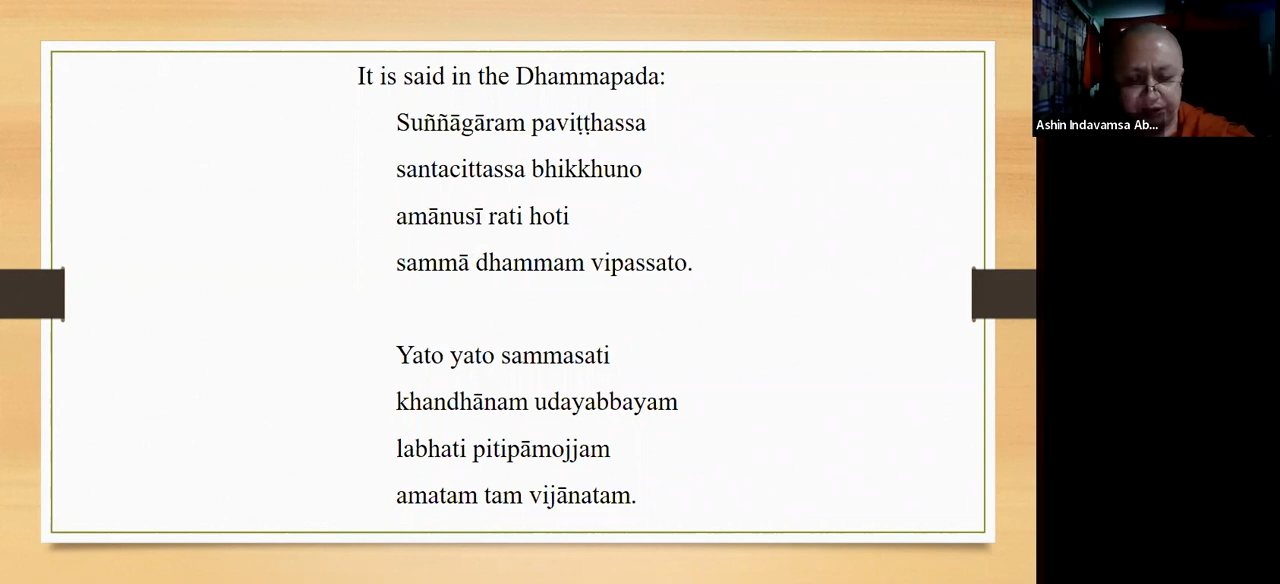 It is said in the Dhammapada:
Suññāgāram paviṭṭhassa
santacittassa bhikkhuno
amānusī rati hoti
sammā dhammam vipassato.
Yato yato sammasati
khandhānam udayabbayam
labhati pitipāmojjam
amatam tam vijānatam.
Ashin Indavamsa Ab...